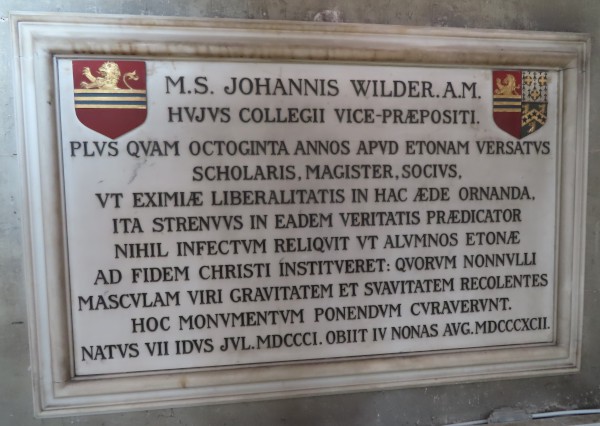 M.S. JOHANNIS WILDER. A.M.
HVJVS COLLEGII VICE-PRÆPOSITI.
PLVS QVAM OCTOGINTA ANNOS APVD ETONAM VERSATVS
SCHOLARIS, MAGISTER, SOCIVS,
VT EXIMIÆ LIBERALITATIS IN HAC ÆDE ORNANDA,
ITA STRENVVS IN EADEM VERITATIS PRÆDICATOR
NIHIL INFECTVM RELIQVIT VT ALVMNOS ETONÆ
AD FIDEM CHRISTI INSTITVERET: QVORVM NONNVLLI
MASCVLAM VIRI GRAVITATEM ET SVAVITATEM RECOLENTES
HOC MONVMENTVM PONENDVM CVRAVERVNT.
NATVS VII IDVS JVL. MDCCCI. OBIIT IV NONAS AVG. MDCCCXCII.